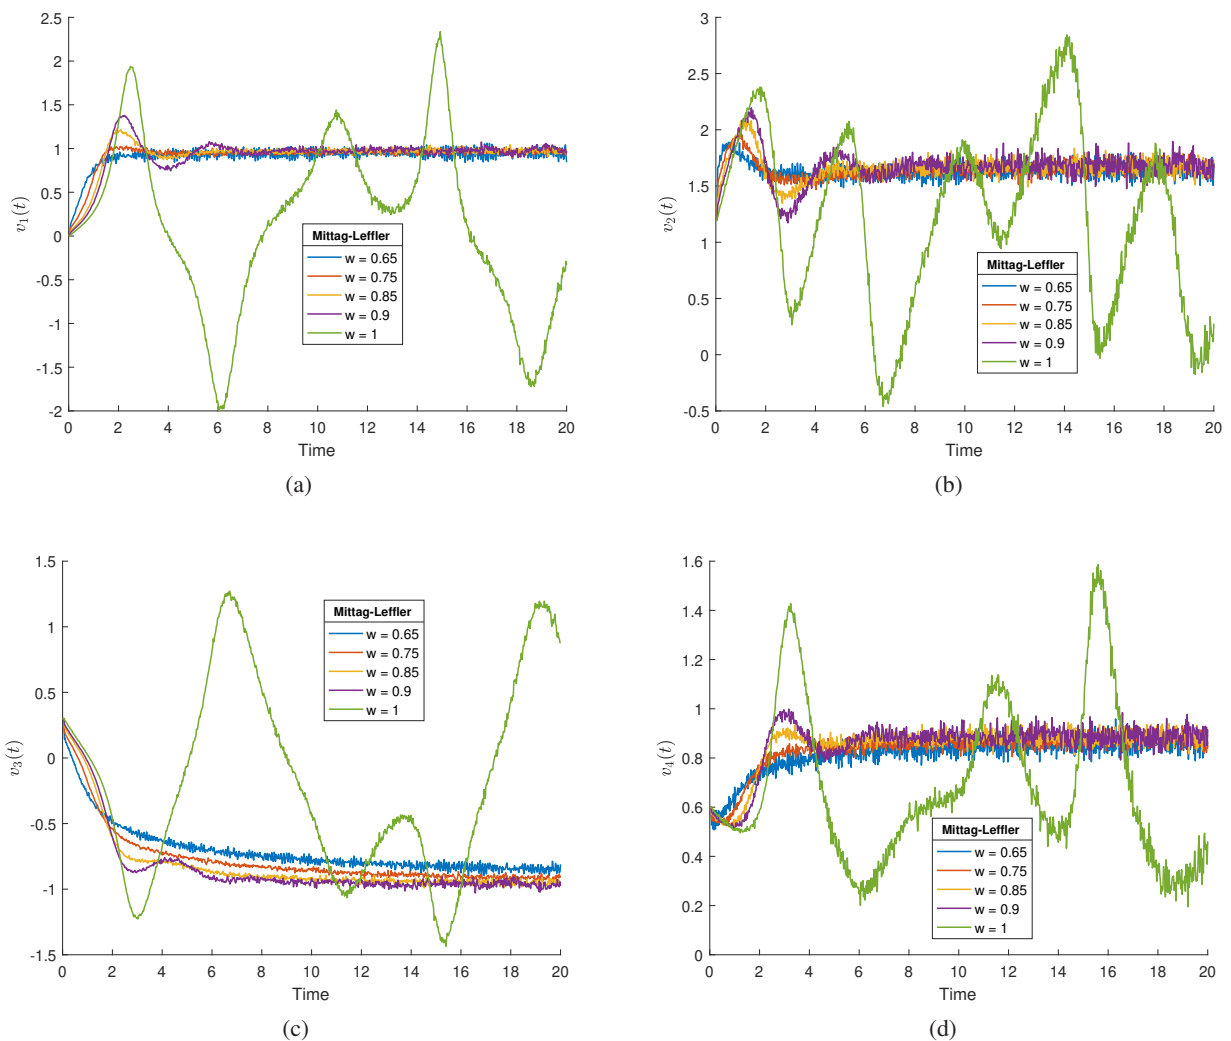 2.5
2
1.5
1
0.5
0
-0.5
-1
-1.5
-2
v₁(t)
0 2 4 6 8 10 12 14 16 18 20
Time
Mittag-Leffler
w = 0.65
w = 0.75
w = 0.85
w = 0.9
w = 1
(a)
3
2.5
2
1.5
1
0.5
0
-0.5
v₂(t)
0 2 4 6 8 10 12 14 16 18 20
Time
Mittag-Leffler
w = 0.65
w = 0.75
w = 0.85
w = 0.9
w = 1
(b)
1.5
1
0.5
0
-0.5
-1
-1.5
v₃(t)
0 2 4 6 8 10 12 14 16 18 20
Time
Mittag-Leffler
w = 0.65
w = 0.75
w = 0.85
w = 0.9
w = 1
(c)
1.6
1.4
1.2
1
0.8
0.6
0.4
0.2
0
v₄(t)
0 2 4 6 8 10 12 14 16 18 20
Time
Mittag-Leffler
w = 0.65
w = 0.75
w = 0.85
w = 0.9
w = 1
(d)